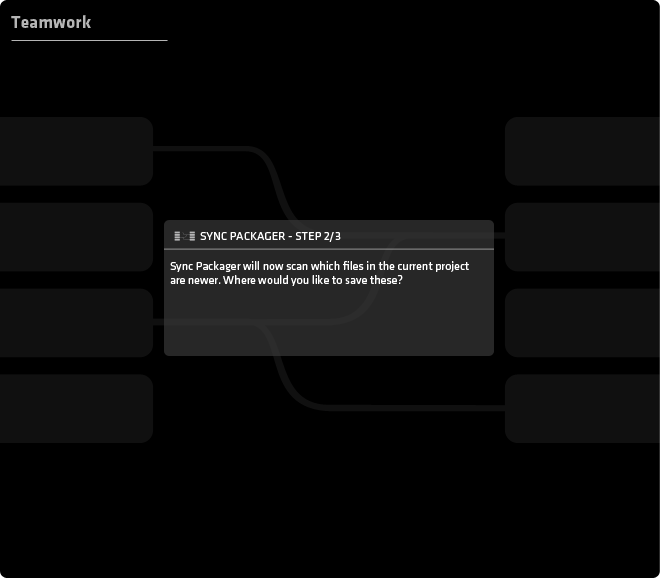 Teamwork
SYNC PACKAGER - STEP 2/3
Sync Packager will now scan which files in the current project
are newer. Where would you like to save these?